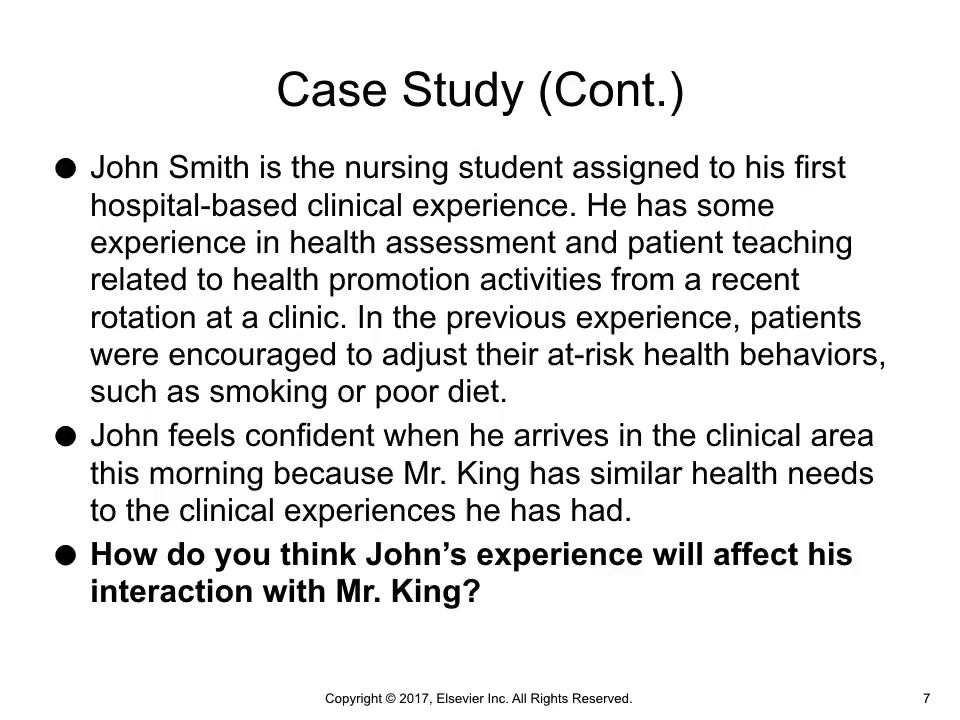 Case Study (Cont.)
● John Smith is the nursing student assigned to his first
hospital-based clinical experience. He has some
experience in health assessment and patient teaching
related to health promotion activities from a recent
rotation at a clinic. In the previous experience, patients
were encouraged to adjust their at-risk health behaviors,
such as smoking or poor diet.
● John feels confident when he arrives in the clinical area
this morning because Mr. King has similar health needs
to the clinical experiences he has had.
● How do you think John’s experience will affect his
interaction with Mr. King?
Copyright © 2017, Elsevier Inc. All Rights Reserved.
7